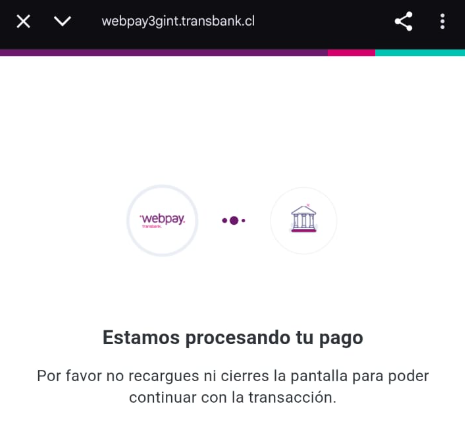 webpay3gint.transbank.cl
webpay.
transbank.
Estamos procesando tu pago
Por favor no recargues ni cierres la pantalla para poder
continuar con la transacción.